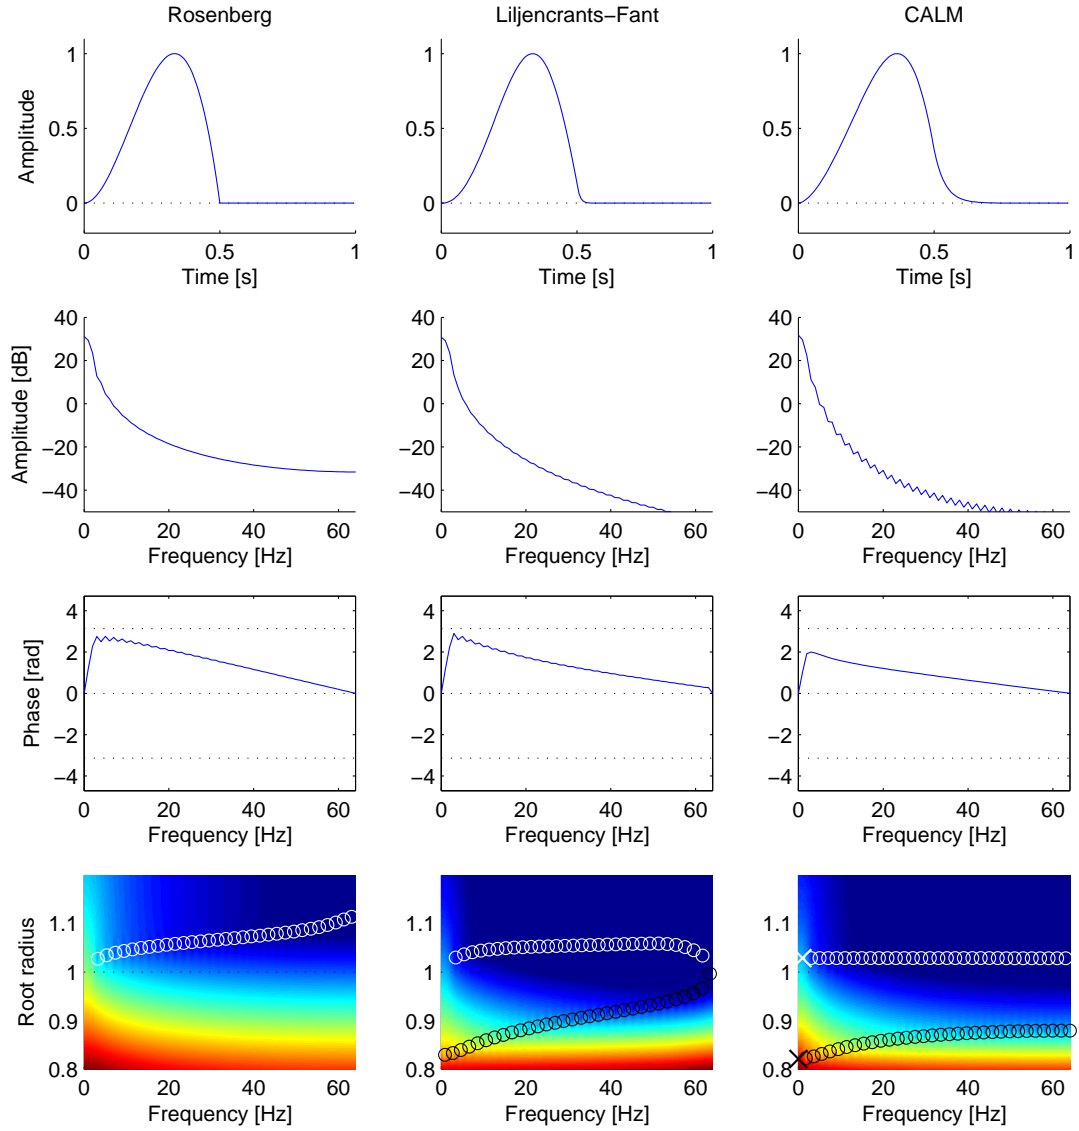 Rosenberg Liljencrants−Fant CALM
1 1 1
Amplitude
0.5 0.5 0.5
0 0 0
0 0.5 1 0 0.5 1 0 0.5 1
Time [s] Time [s] Time [s]
40 40 40
20 20 20
Amplitude [dB]
0 0 0
−20 −20 −20
−40 −40 −40
0 20 40 60 0 20 40 60 0 20 40 60
Frequency [Hz] Frequency [Hz] Frequency [Hz]
4 4 4
2 2 2
Phase [rad]
0 0 0
−2 −2 −2
−4 −4 −4
0 20 40 60 0 20 40 60 0 20 40 60
Frequency [Hz] Frequency [Hz] Frequency [Hz]
1.1 1.1 1.1
Root radius
1 1 1
0.9 0.9 0.9
0.8 0.8 0.8
0 20 40 60 0 20 40 60 0 20 40 60
Frequency [Hz] Frequency [Hz] Frequency [Hz]